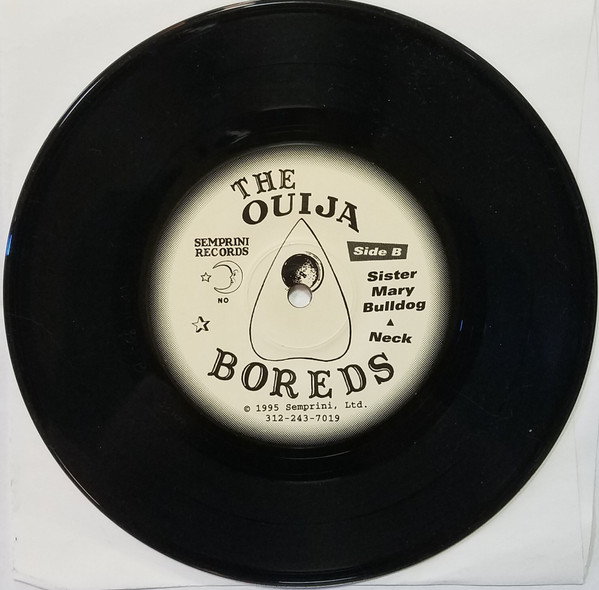 THE
OUIJA
SEMPRINI
RECORDS
NO
Side B
Sister
Mary
Bulldog
Neck
BOREDS
© 1995 Semprini, Ltd.
312-243-7019